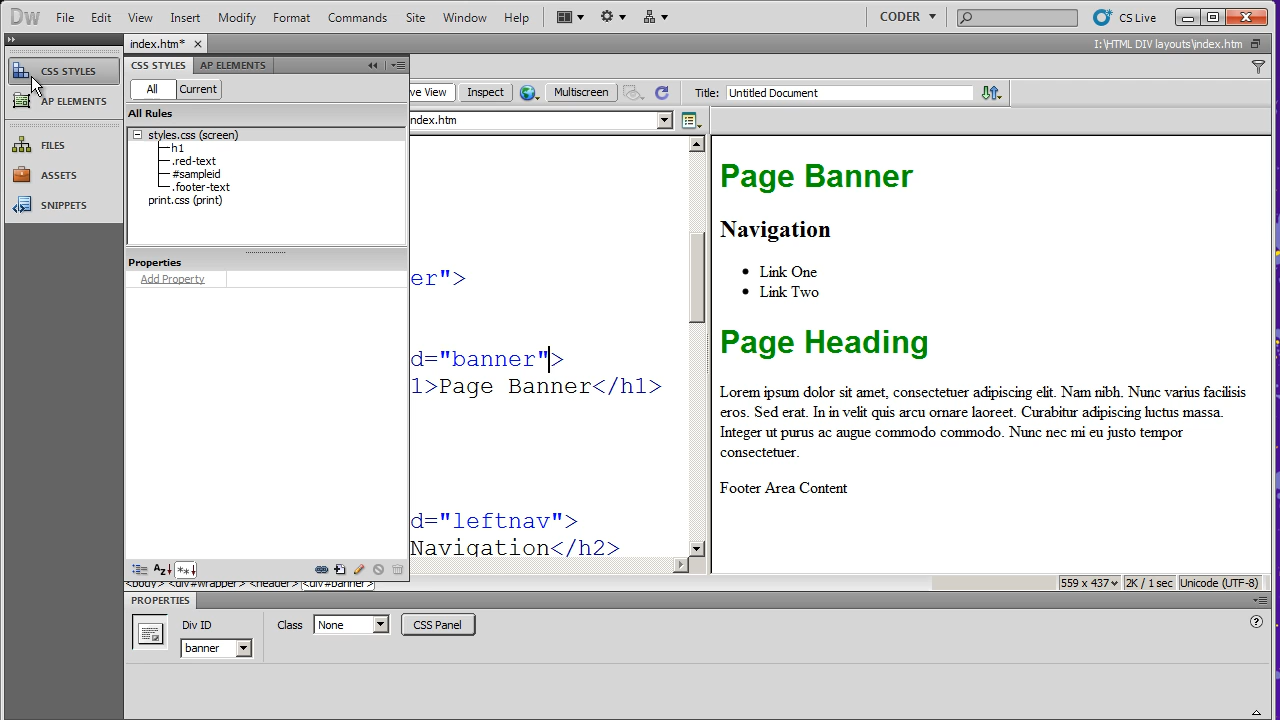 Dw File Edit View Insert Modify Format Commands Site Window Help CODER CS Live
index.htm* I:\HTML DIV layouts\index.htm
CSS STYLES
AP ELEMENTS
FILES
ASSETS
SNIPPETS
CSS STYLES AP ELEMENTS
All Current
All Rules
styles.css (screen)
h1
.red-text
#sampleid
.footer-text
print.css (print)
Properties
Add Property
ve View Inspect Multiscreen Title: Untitled Document
ndex.htm
er">
d="banner">
1>Page Banner</h1>
d="leftnav">
Navigation</h2>
Page Banner
Navigation
Link One
Link Two
Page Heading
Lorem ipsum dolor sit amet, consectetuer adipiscing elit. Nam nibh. Nunc varius facilisis
eros. Sed erat. In in velit quis arcu ornare laoreet. Curabitur adipiscing luctus massa.
Integer ut purus ac augue commodo commodo. Nunc nec mi eu justo tempor
consectetuer.
Footer Area Content
<body> <div#wrapper> <header> <div#banner> 559 x 437 2K / 1 sec Unicode (UTF-8)
PROPERTIES
Div ID Class None CSS Panel
banner